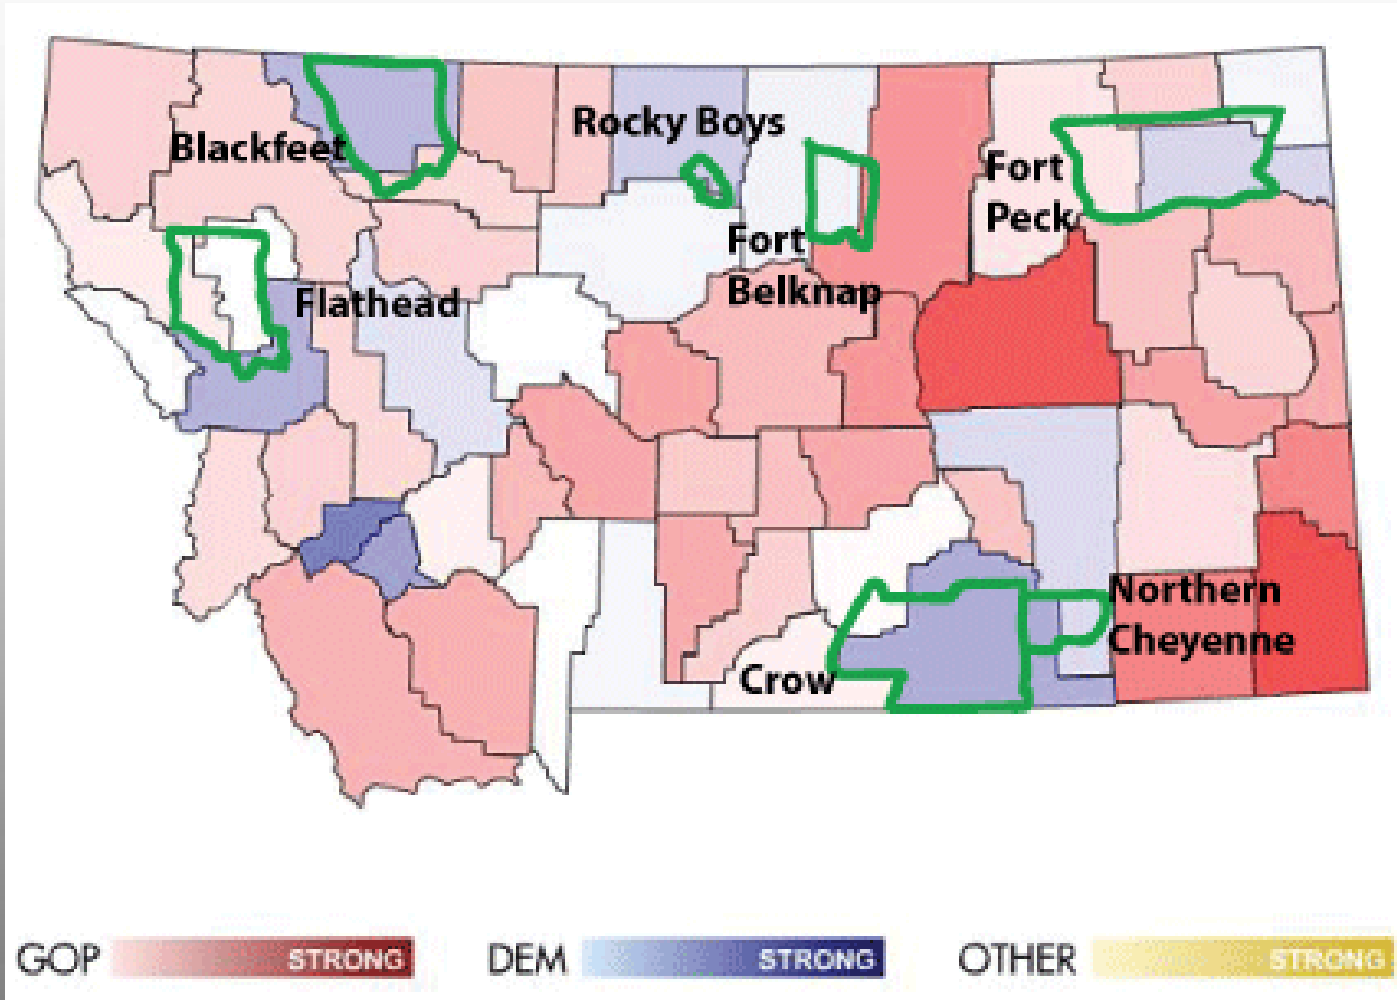 Rocky Boys
Blackfeet
Fort
Peck
Fort
Belknap
Flathead
Northern
Cheyenne
Crow
GOP STRONG DEM STRONG OTHER STRONG